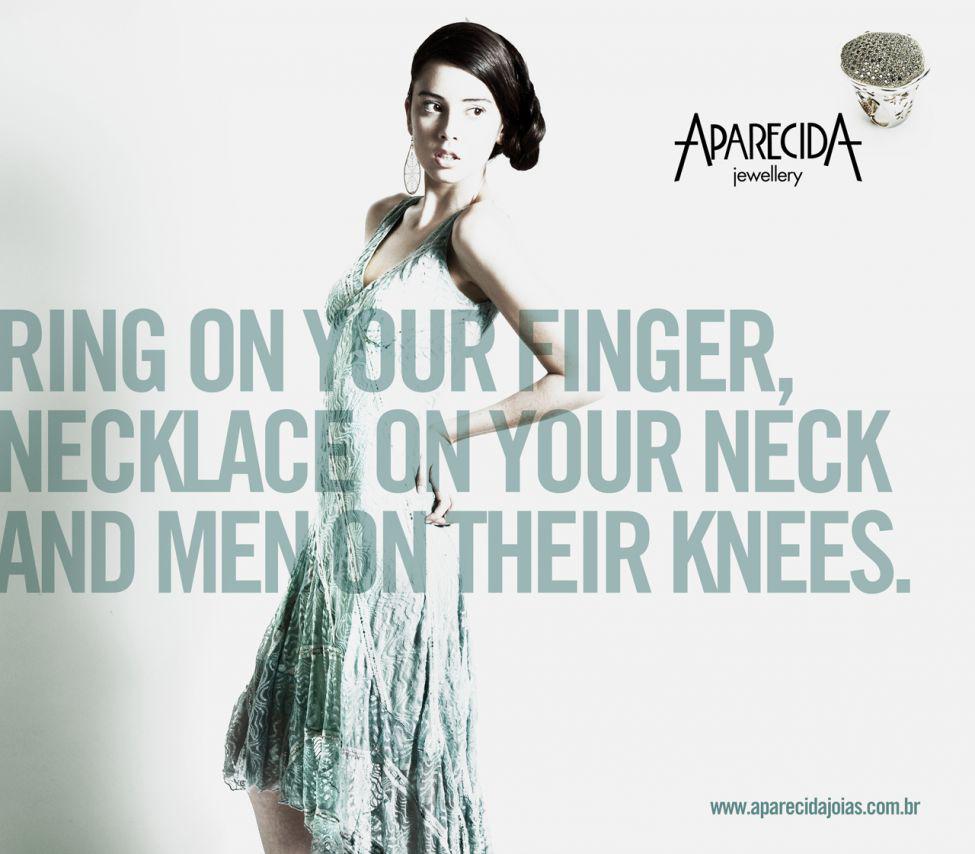 APARECIDA
jewellery
RING ON YOUR FINGER,
NECKLACE ON YOUR NECK
AND MEN ON THEIR KNEES.
www.aparecidajoias.com.br